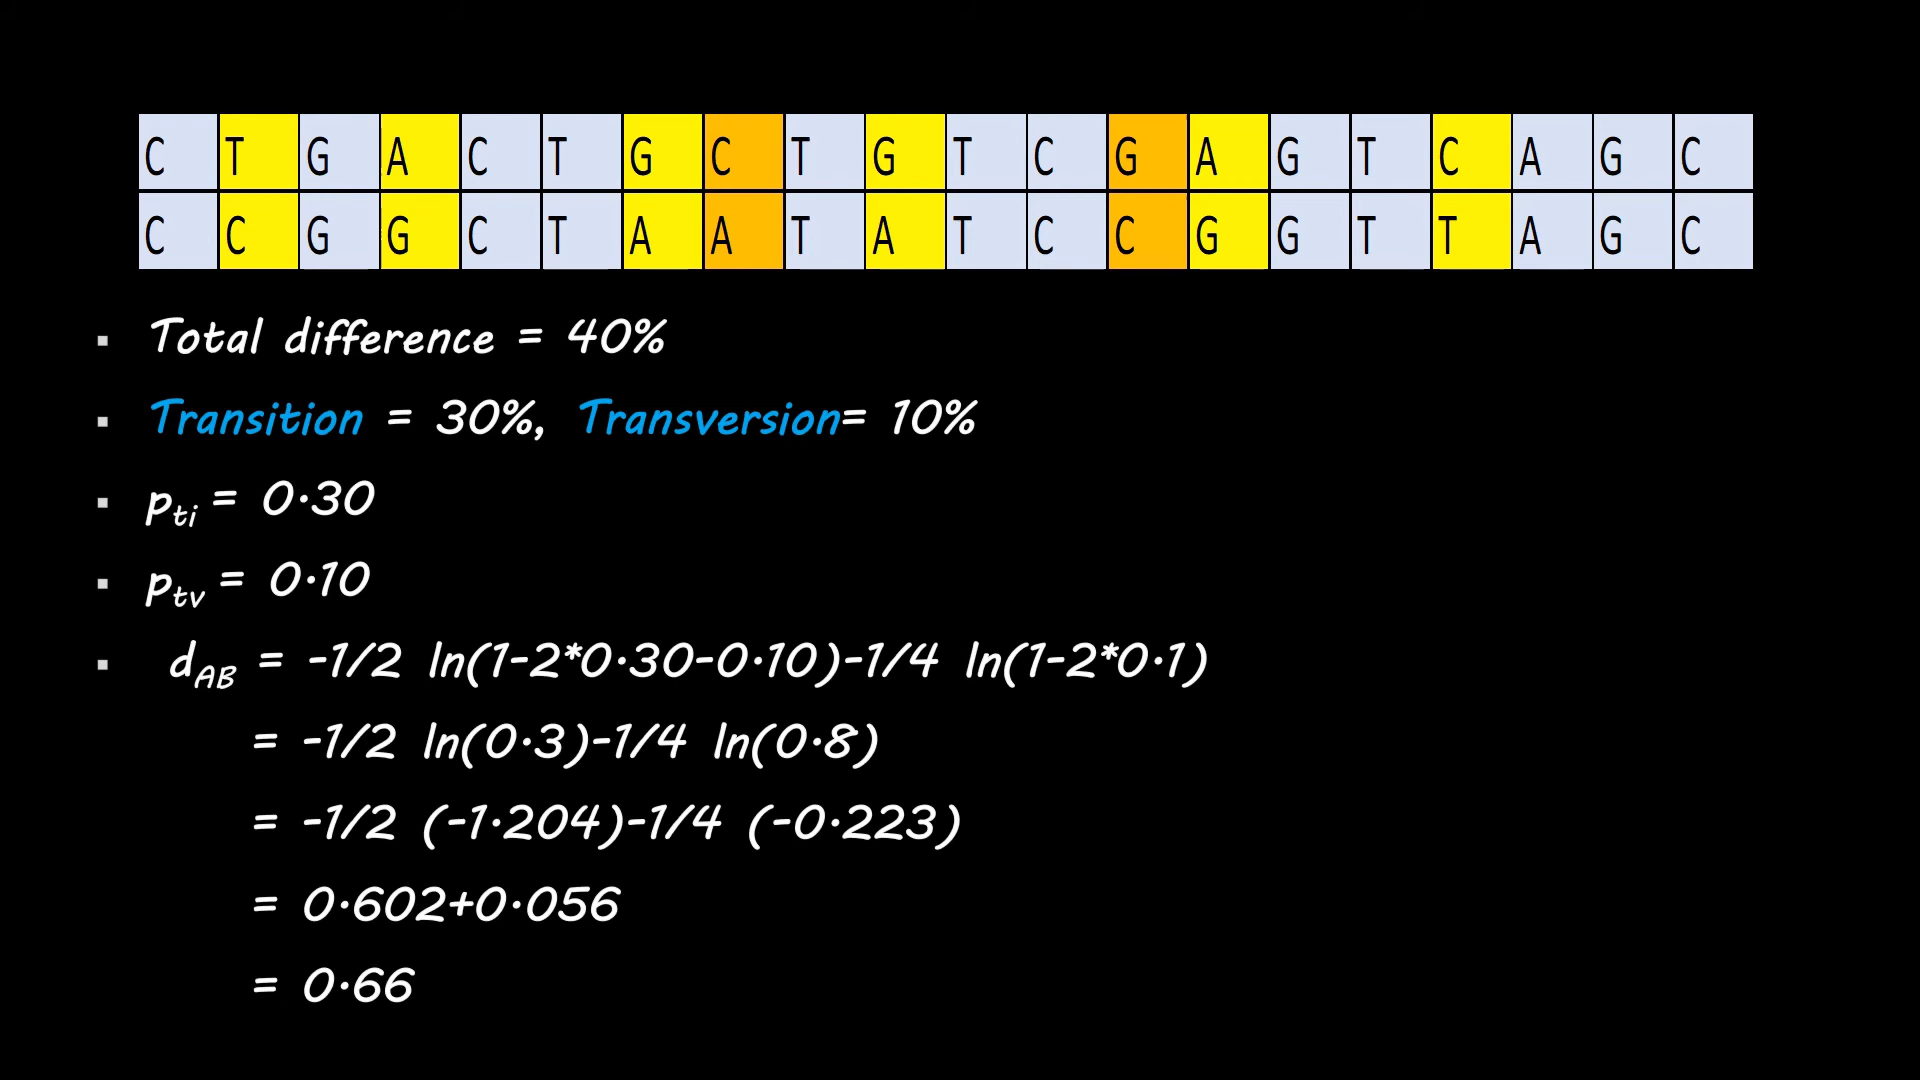 C T G A C T G C T G T C G A G T C A G C
C C G G C T A A T A T C C G G T T A G C
▪ Total difference = 40%
▪ Transition = 30%, Transversion= 10%
▪ pti = 0.30
▪ ptv = 0.10
▪ dAB = -1/2 ln(1-2*0.30-0.10)-1/4 ln(1-2*0.1)
= -1/2 ln(0.3)-1/4 ln(0.8)
= -1/2 (-1.204)-1/4 (-0.223)
= 0.602+0.056
= 0.66